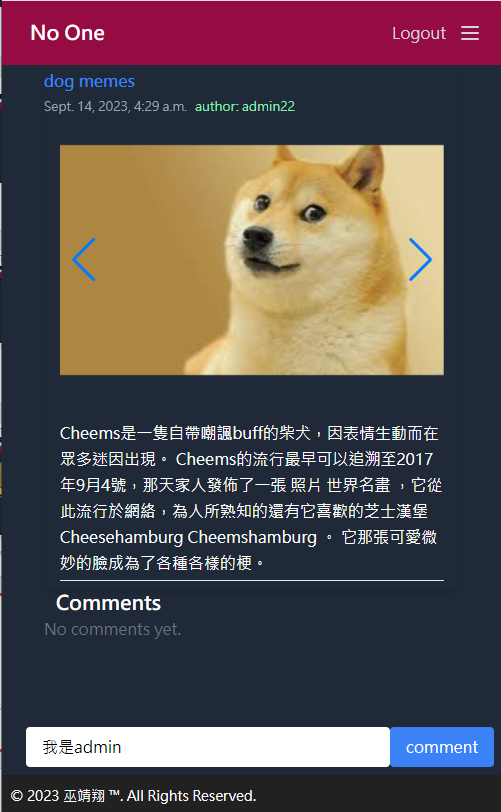 No One
Logout
dog memes
Sept. 14, 2023, 4:29 a.m. author: admin22
Cheems是一隻自帶嘲諷buff的柴犬，因表情生動而在
眾多迷因出現。 Cheems的流行最早可以追溯至2017
年9月4號，那天家人發佈了一張 照片 世界名畫 ，它從
此流行於網絡，為人所熟知的還有它喜歡的芝士漢堡
Cheesehamburg Cheemshamburg 。 它那張可愛微
妙的臉成為了各種各樣的梗。
Comments
No comments yet.
我是admin
comment
© 2023 巫靖翔 ™. All Rights Reserved.